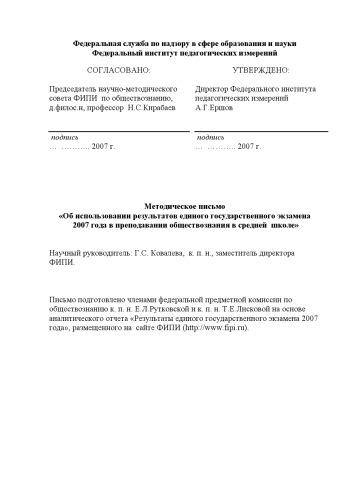 Федеральная служба по надзору в сфере образования и науки
Федеральный институт педагогических измерений
СОГЛАСОВАНО:
Председатель научно-методического
совета ФИПИ по обществознанию,
д.филос.н, профессор Н.С.Кирабаев
подпись
… ……….. 2007 г.
УТВЕРЖДЕНО:
Директор Федерального института
педагогических измерений
А.Г.Ершов
подпись
… ……….. 2007 г.
Методическое письмо
«Об использовании результатов единого государственного экзамена
2007 года в преподавании обществознания в средней школе»
Научный руководитель: Г.С. Ковалева, к. п. н., заместитель директора
ФИПИ.
Письмо подготовлено членами федеральной предметной комиссии по
обществознанию к. п. н. Е.Л.Рутковской и к. п. н. Т.Е.Лисковой на основе
аналитического отчета «Результаты единого государственного экзамена 2007
года», размещенного на сайте ФИПИ (http://www.fipi.ru).